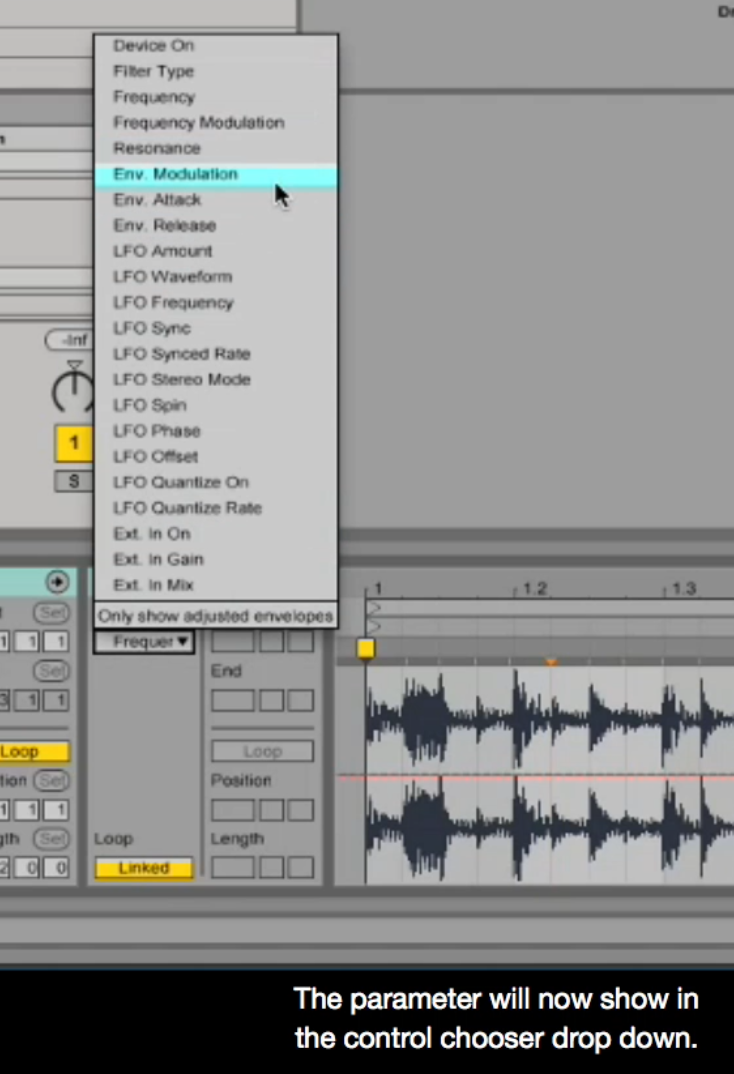 Device On
Filter Type
Frequency
Frequency Modulation
Resonance
Env. Modulation
Env. Attack
Env. Release
LFO Amount
LFO Waveform
LFO Frequency
LFO Sync
-Inf
LFO Synced Rate
LFO Stereo Mode
LFO Spin
LFO Phase
1
LFO Offset
S
LFO Quantize On
LFO Quantize Rate
Ext. In On
Ext. In Gain
Ext. In Mix
1 1.2 1.3
Set
Only show adjusted envelopes
1 1 1 Frequer
Set End
3 1 1
Loop Loop
Set Position
1 1 1
Set Loop Length
2 0 0 Linked
The parameter will now show in
the control chooser drop down.